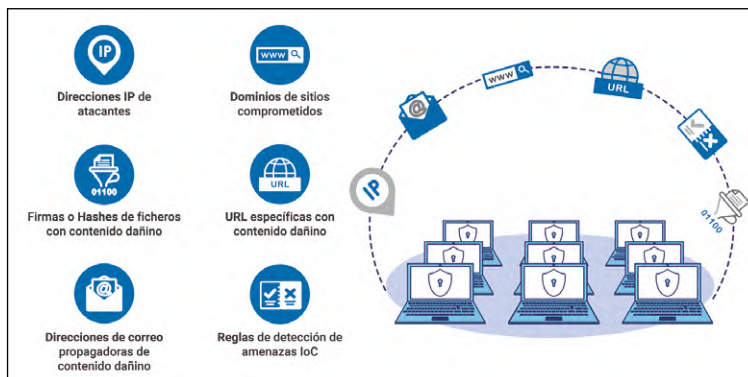 IP
Direcciones IP de
atacantes
www
Dominios de sitios
comprometidos
01100
Firmas o Hashes de ficheros
con contenido dañino
URL
URL específicas con
contenido dañino
@
Direcciones de correo
propagadoras de
contenido dañino
Reglas de detección de
amenazas IoC
IP
@
www
URL
01100